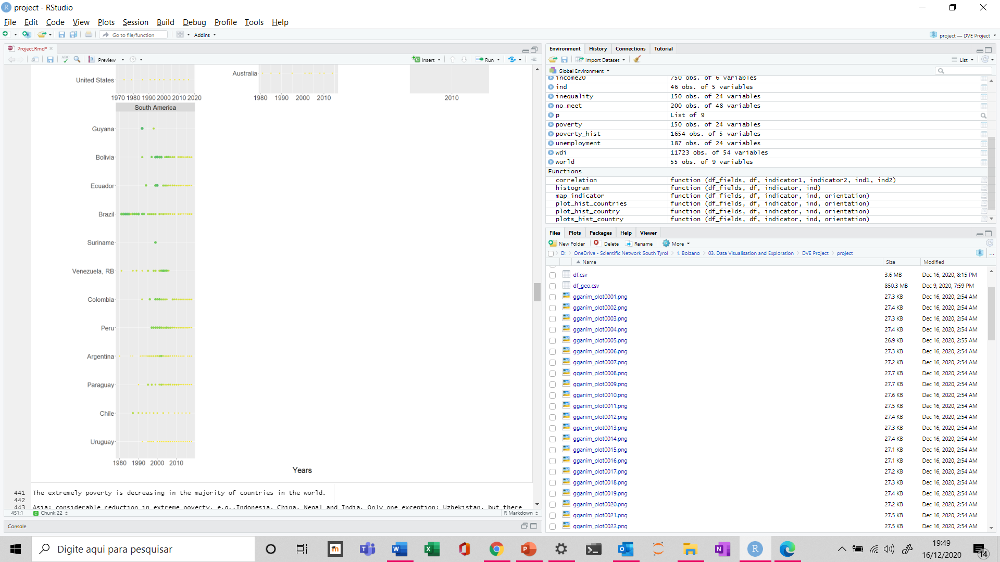 project - RStudio
File Edit Code View Plots Session Build Debug Profile Tools Help
Go to file/function Addins project — DVE Project
Project.Rmd*
Preview Insert Run
United States
1970 1980 1990 2000 2010 2020
Australia
1980 1990 2000 2010
2010
South America
Guyana
Bolivia
Ecuador
Brazil
Suriname
Venezuela, RB
Colombia
Peru
Argentina
Paraguay
Chile
Uruguay
1980 1990 2000 2010
Years
441 The extremely poverty is decreasing in the majority of countries in the world.
442
443 Asia: considerable reduction in extreme poverty, e.g., Indonesia, China, Nepal and India. Only one exception: Uzbekistan, but there
451:1 Chunk 22 R Markdown
Console
Environment History Connections Tutorial
Import Dataset List
Global Environment
income20 750 obs. of 6 variables
ind 46 obs. of 5 variables
inequality 150 obs. of 24 variables
no_meet 200 obs. of 48 variables
p List of 9
poverty 150 obs. of 24 variables
poverty_hist 1654 obs. of 5 variables
unemployment 187 obs. of 24 variables
wdi 11723 obs. of 54 variables
world 55 obs. of 9 variables
Functions
correlation function (df_fields, df, indicator1, indicator2, ind1, ind2)
histogram function (df_fields, df, indicator, ind)
map_indicator function (df_fields, df, indicator, ind, orientation)
plot_hist_countries function (df_fields, df, indicator, ind, orientation)
plot_hist_country function (df_fields, df, indicator, ind, orientation)
plots_hist_country function (df_fields, df, indicator, ind, orientation)
Files Plots Packages Help Viewer
New Folder Delete Rename More
D: OneDrive - Scientific Network South Tyrol 1. Bolzano 03. Data Visualisation and Exploration DVE Project project ...
Name Size Modified
df.csv 3.6 MB Dec 16, 2020, 8:15 PM
df_geo.csv 850.3 MB Dec 9, 2020, 7:59 PM
gganim_plot0001.png 27.3 KB Dec 16, 2020, 2:54 AM
gganim_plot0002.png 27.4 KB Dec 16, 2020, 2:54 AM
gganim_plot0003.png 27.3 KB Dec 16, 2020, 2:54 AM
gganim_plot0004.png 27.4 KB Dec 16, 2020, 2:54 AM
gganim_plot0005.png 26.9 KB Dec 16, 2020, 2:55 AM
gganim_plot0006.png 27.3 KB Dec 16, 2020, 2:54 AM
gganim_plot0007.png 27.2 KB Dec 16, 2020, 2:54 AM
gganim_plot0008.png 27.7 KB Dec 16, 2020, 2:54 AM
gganim_plot0009.png 27.7 KB Dec 16, 2020, 2:54 AM
gganim_plot0010.png 27.6 KB Dec 16, 2020, 2:54 AM
gganim_plot0011.png 27.5 KB Dec 16, 2020, 2:54 AM
gganim_plot0012.png 27.4 KB Dec 16, 2020, 2:54 AM
gganim_plot0013.png 27.3 KB Dec 16, 2020, 2:54 AM
gganim_plot0014.png 27.4 KB Dec 16, 2020, 2:54 AM
gganim_plot0015.png 27.1 KB Dec 16, 2020, 2:54 AM
gganim_plot0016.png 27.1 KB Dec 16, 2020, 2:54 AM
gganim_plot0017.png 27.2 KB Dec 16, 2020, 2:54 AM
gganim_plot0018.png 27.3 KB Dec 16, 2020, 2:54 AM
gganim_plot0019.png 27.4 KB Dec 16, 2020, 2:54 AM
gganim_plot0020.png 27.2 KB Dec 16, 2020, 2:54 AM
gganim_plot0021.png 27.5 KB Dec 16, 2020, 2:54 AM
gganim_plot0022.png 27.5 KB Dec 16, 2020, 2:54 AM
Digite aqui para pesquisar
19:49
16/12/2020
14